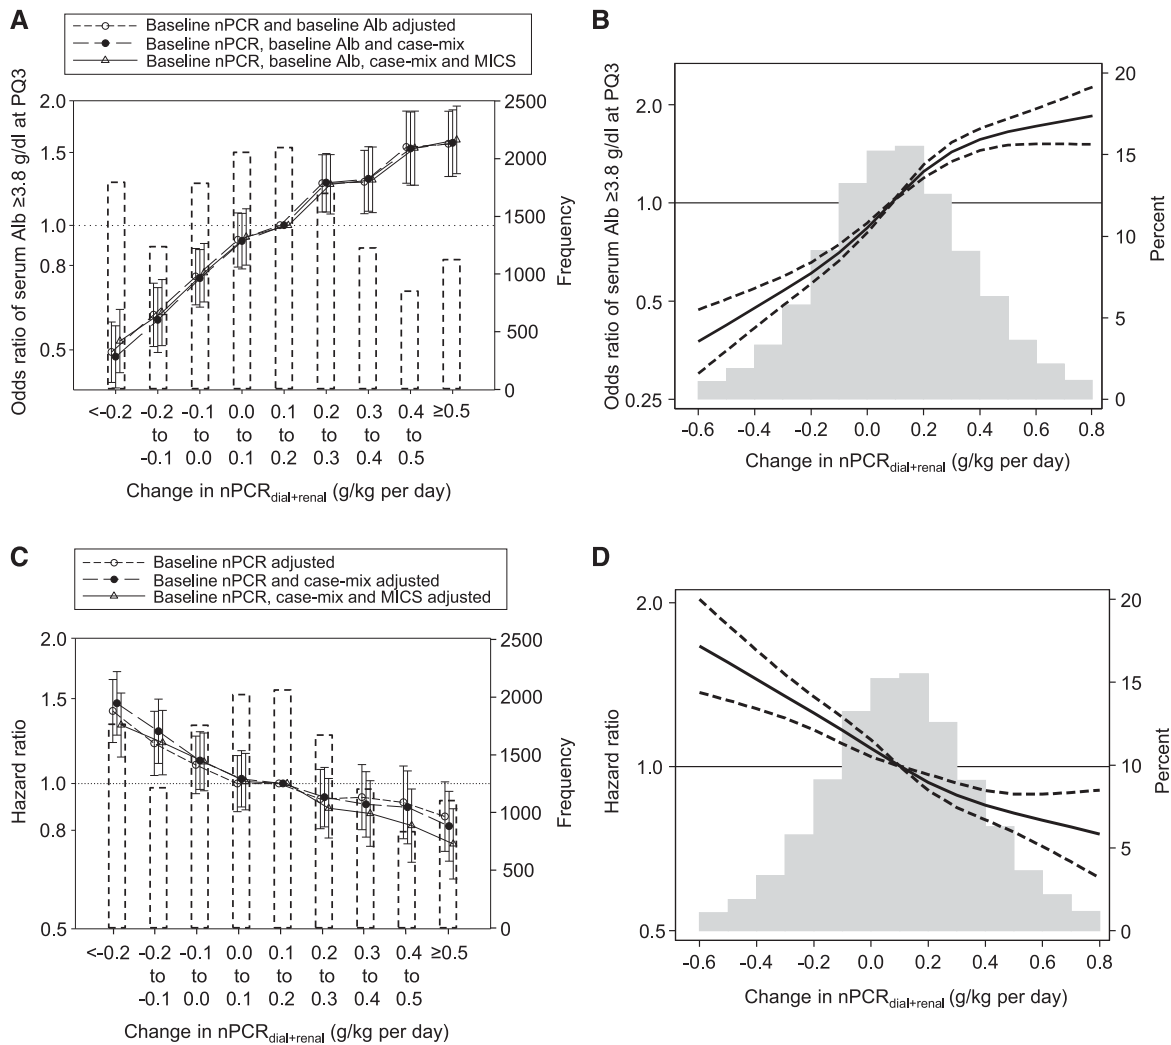 A
Baseline nPCR and baseline Alb adjusted
Baseline nPCR, baseline Alb and case-mix
Baseline nPCR, baseline Alb, case-mix and MICS
Odds ratio of serum Alb ≥3.8 g/dl at PQ3
2.0
1.5
1.0
0.8
0.5
2500
2000
1500
1000
500
0
Frequency
<-0.2 -0.2 -0.1 0.0 0.1 0.2 0.3 0.4 ≥0.5
to to to to to to to
-0.1 0.0 0.1 0.2 0.3 0.4 0.5
Change in nPCRdial+renal (g/kg per day)
B
Odds ratio of serum Alb ≥3.8 g/dl at PQ3
2.0
1.0
0.5
0.25
20
15
10
5
0
Percent
-0.6 -0.4 -0.2 0.0 0.2 0.4 0.6 0.8
Change in nPCRdial+renal (g/kg per day)
C
Baseline nPCR adjusted
Baseline nPCR and case-mix adjusted
Baseline nPCR, case-mix and MICS adjusted
Hazard ratio
2.0
1.5
1.0
0.8
0.5
2500
2000
1500
1000
500
0
Frequency
<-0.2 -0.2 -0.1 0.0 0.1 0.2 0.3 0.4 ≥0.5
to to to to to to to
-0.1 0.0 0.1 0.2 0.3 0.4 0.5
Change in nPCRdial+renal (g/kg per day)
D
Hazard ratio
2.0
1.0
0.5
20
15
10
5
0
Percent
-0.6 -0.4 -0.2 0.0 0.2 0.4 0.6 0.8
Change in nPCRdial+renal (g/kg per day)